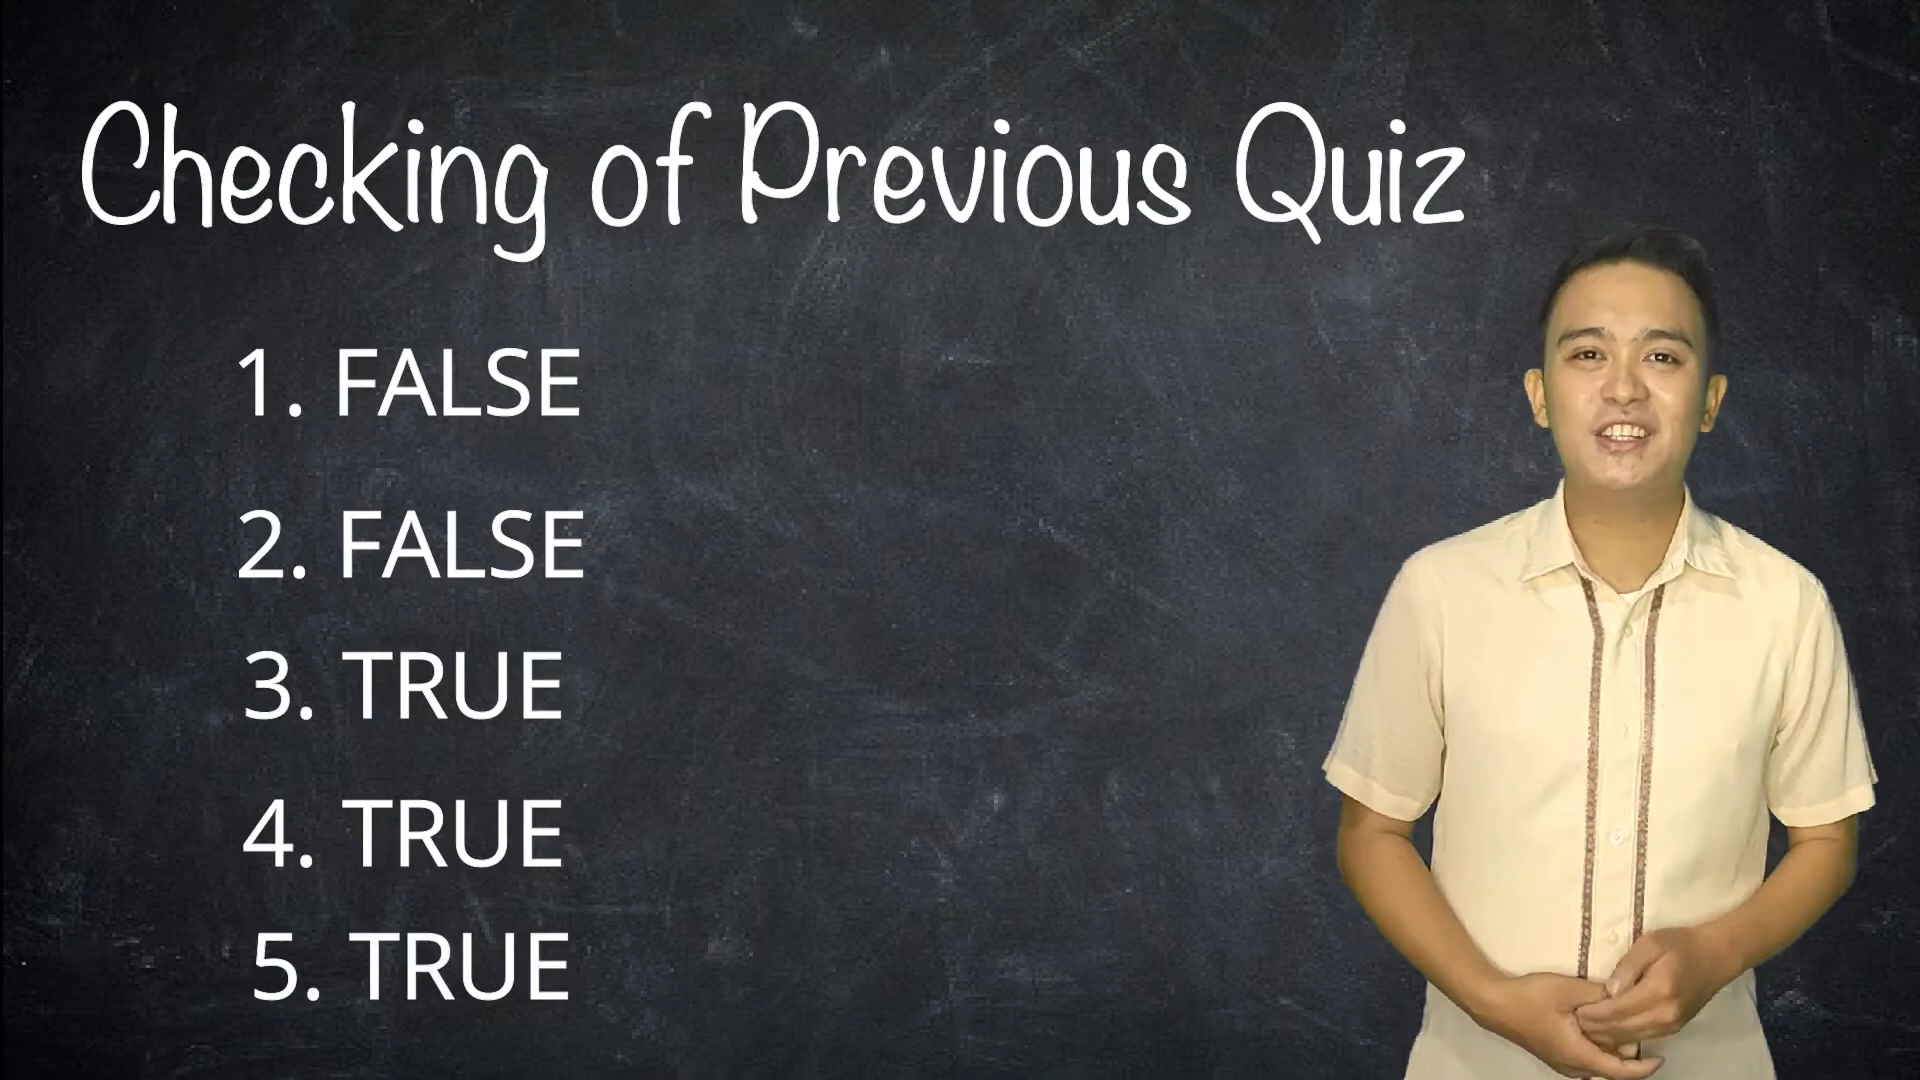 Checking of Previous Quiz
1. FALSE
2. FALSE
3. TRUE
4. TRUE
5. TRUE